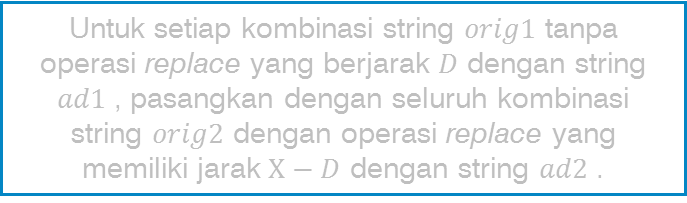 Untuk setiap kombinasi string orig1 tanpa
operasi replace yang berjarak D dengan string
ad1 , pasangkan dengan seluruh kombinasi
string orig2 dengan operasi replace yang
memiliki jarak X − D dengan string ad2 .